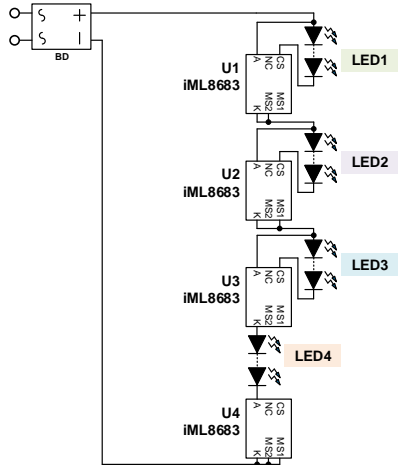 S +
S −
BD
U1
iML8683
A NC CS
K MS2 MS1
LED1
U2
iML8683
A NC CS
K MS2 MS1
LED2
U3
iML8683
A NC CS
K MS2 MS1
LED3
LED4
U4
iML8683
A NC CS
K MS2 MS1